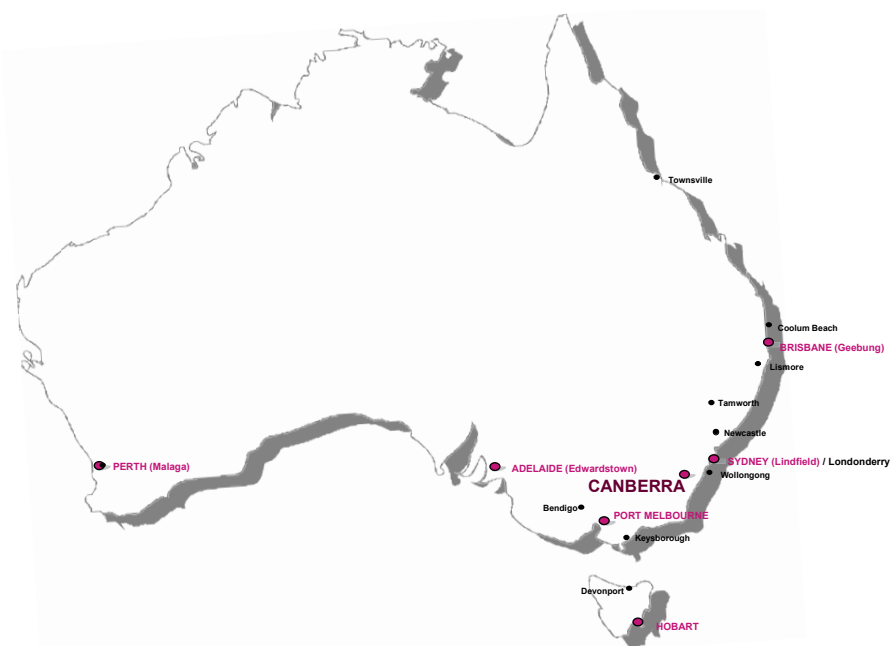 Townsville
Coolum Beach
BRISBANE (Geebung)
Lismore
Tamworth
Newcastle
SYDNEY (Lindfield) / Londonderry
PERTH (Malaga)
ADELAIDE (Edwardstown)
Wollongong
CANBERRA
Bendigo
PORT MELBOURNE
Keysborough
Devonport
HOBART